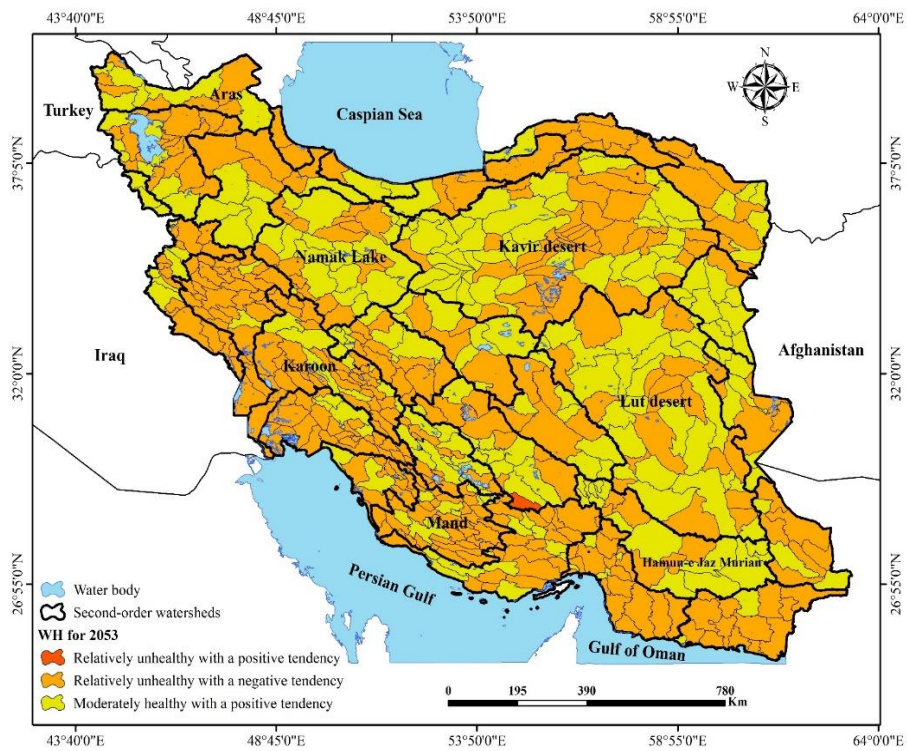 43°40'0"E 48°45'0"E 53°50'0"E 58°55'0"E 64°0'0"E
N
W E
S
Turkey
Aras
Caspian Sea
37°5'0"N 37°5'0"N
Namak Lake
Kavir desert
Iraq
Karoon
Afghanistan
32°0'0"N 32°0'0"N
Lut desert
Mand
Hamun-e Jaz Murian
26°55'0"N 26°55'0"N
Persian Gulf
Gulf of Oman
Water body
Second-order watersheds
WH for 2053
Relatively unhealthy with a positive tendency
Relatively unhealthy with a negative tendency
Moderately healthy with a positive tendency
0 195 390 780
Km
43°40'0"E 48°45'0"E 53°50'0"E 58°55'0"E 64°0'0"E